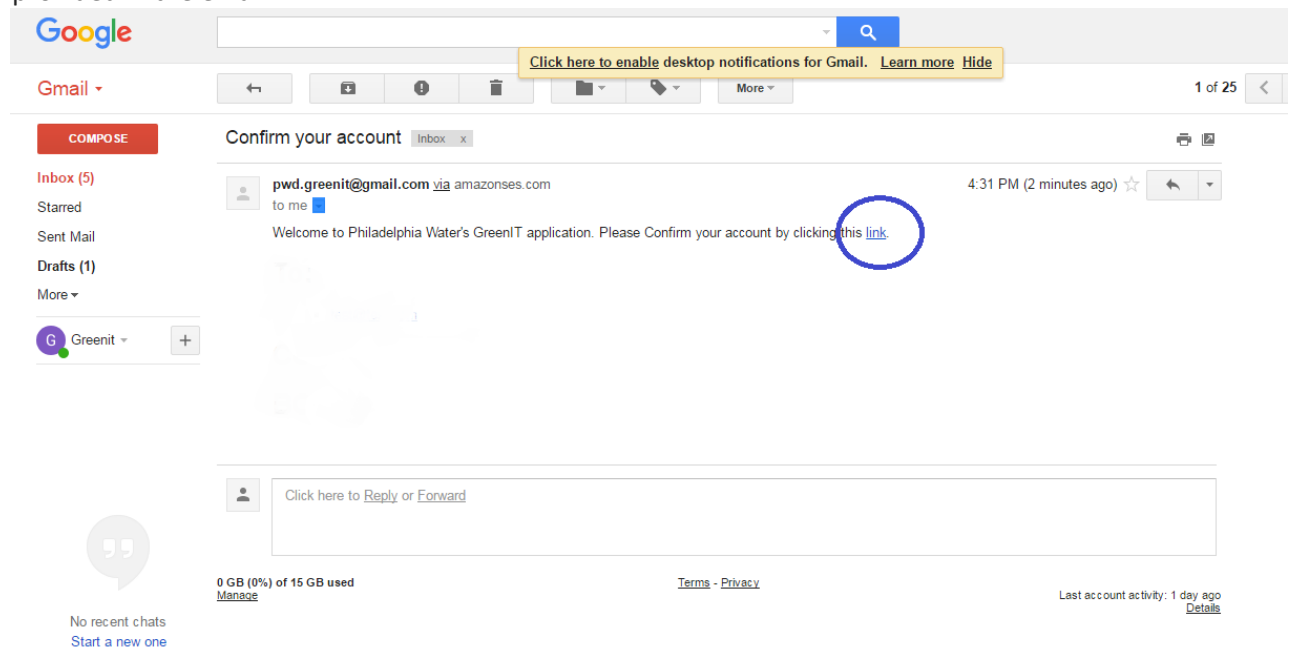 Google
Click here to enable desktop notifications for Gmail. Learn more Hide
Gmail
More
1 of 25
COMPOSE
Confirm your account Inbox x
Inbox (5)
Starred
Sent Mail
Drafts (1)
More
Greenit
G
pwd.greenit@gmail.com via amazonses.com
4:31 PM (2 minutes ago)
to me
Welcome to Philadelphia Water's GreenIT application. Please Confirm your account by clicking this link.
Click here to Reply or Forward
0 GB (0%) of 15 GB used
Manage
Terms - Privacy
Last account activity: 1 day ago
Details
No recent chats
Start a new one